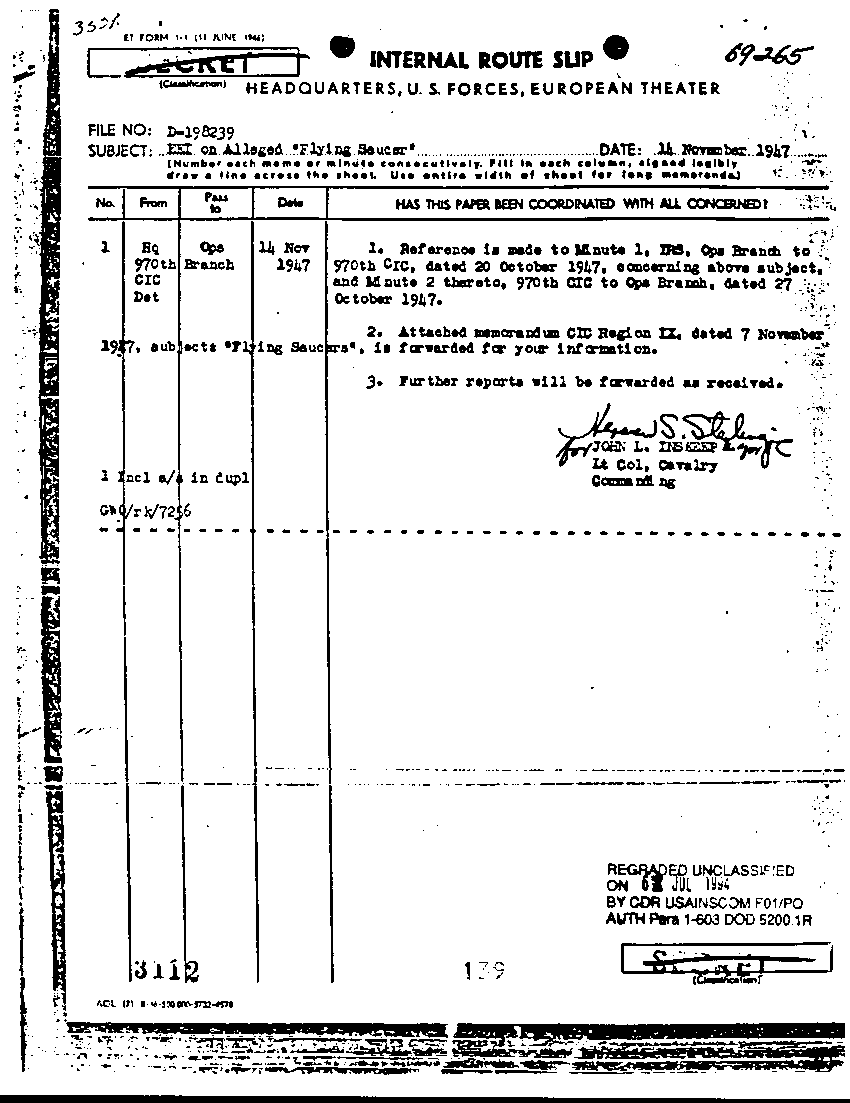 ET FORM 1-1 (11 JUNE 1946)
SECRET
(Classification)
INTERNAL ROUTE SLIP
69265
HEADQUARTERS, U. S. FORCES, EUROPEAN THEATER
FILE NO: D-198239
SUBJECT: EEI on Alleged "Flying Saucer" DATE: 14 November 1947
(Number each memo or minute consecutively. Fill in each column, signed legibly
draw a line across the sheet. Use entire width of sheet for long memoranda)
No. From Pass to Date HAS THIS PAPER BEEN COORDINATED WITH ALL CONCERNED?
1 Hq Ops 14 Nov 1. Reference is made to Minute 1, IRS, Ops Branch to
970th Branch 1947 970th CIC, dated 20 October 1947, concerning above subject,
CIC and Minute 2 thereto, 970th CIC to Ops Branch, dated 27
Det October 1947.
2. Attached memorandum CIC Region IX, dated 7 November
1947, subject: "Flying Saucers", is forwarded for your information.
3. Further reports will be forwarded as received.
for JOHN L. INSKEEP
Lt Col, Cavalry
Commanding
1 Incl a/s in dupl
GWO/rk/7256
REGRADED UNCLASSIFIED
ON JUL 1994
BY CDR USAINSCOM F01/PO
AUTH Para 1-603 DOD 5200.1R
3112 139
SECRET
(Classification)